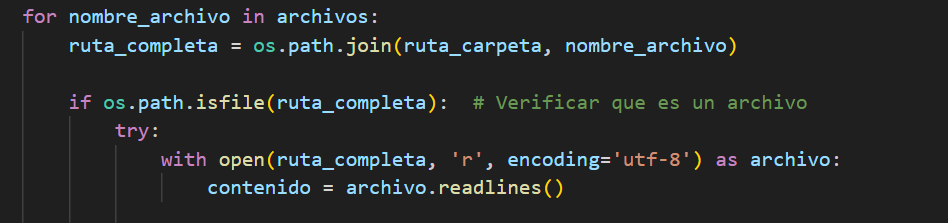 for nombre_archivo in archivos:
    ruta_completa = os.path.join(ruta_carpeta, nombre_archivo)
    if os.path.isfile(ruta_completa):  # Verificar que es un archivo
        try:
            with open(ruta_completa, 'r', encoding='utf-8') as archivo:
                contenido = archivo.readlines()